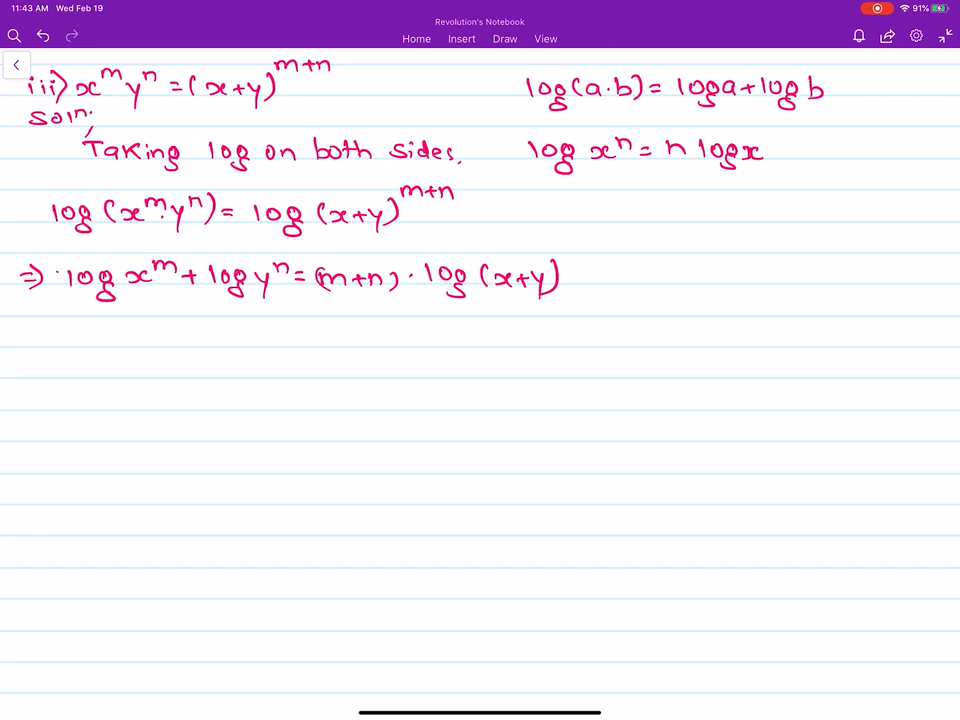 11:43 AM Wed Feb 19
91%
Revolution's Notebook
Home Insert Draw View
iii) x^m y^n = (x+y)^{m+n}
log(a·b) = log a + log b
Soln.
Taking log on both sides.
log x^n = n log x
log (x^m · y^n) = log (x+y)^{m+n}
⇒ log x^m + log y^n = (m+n) · log (x+y)